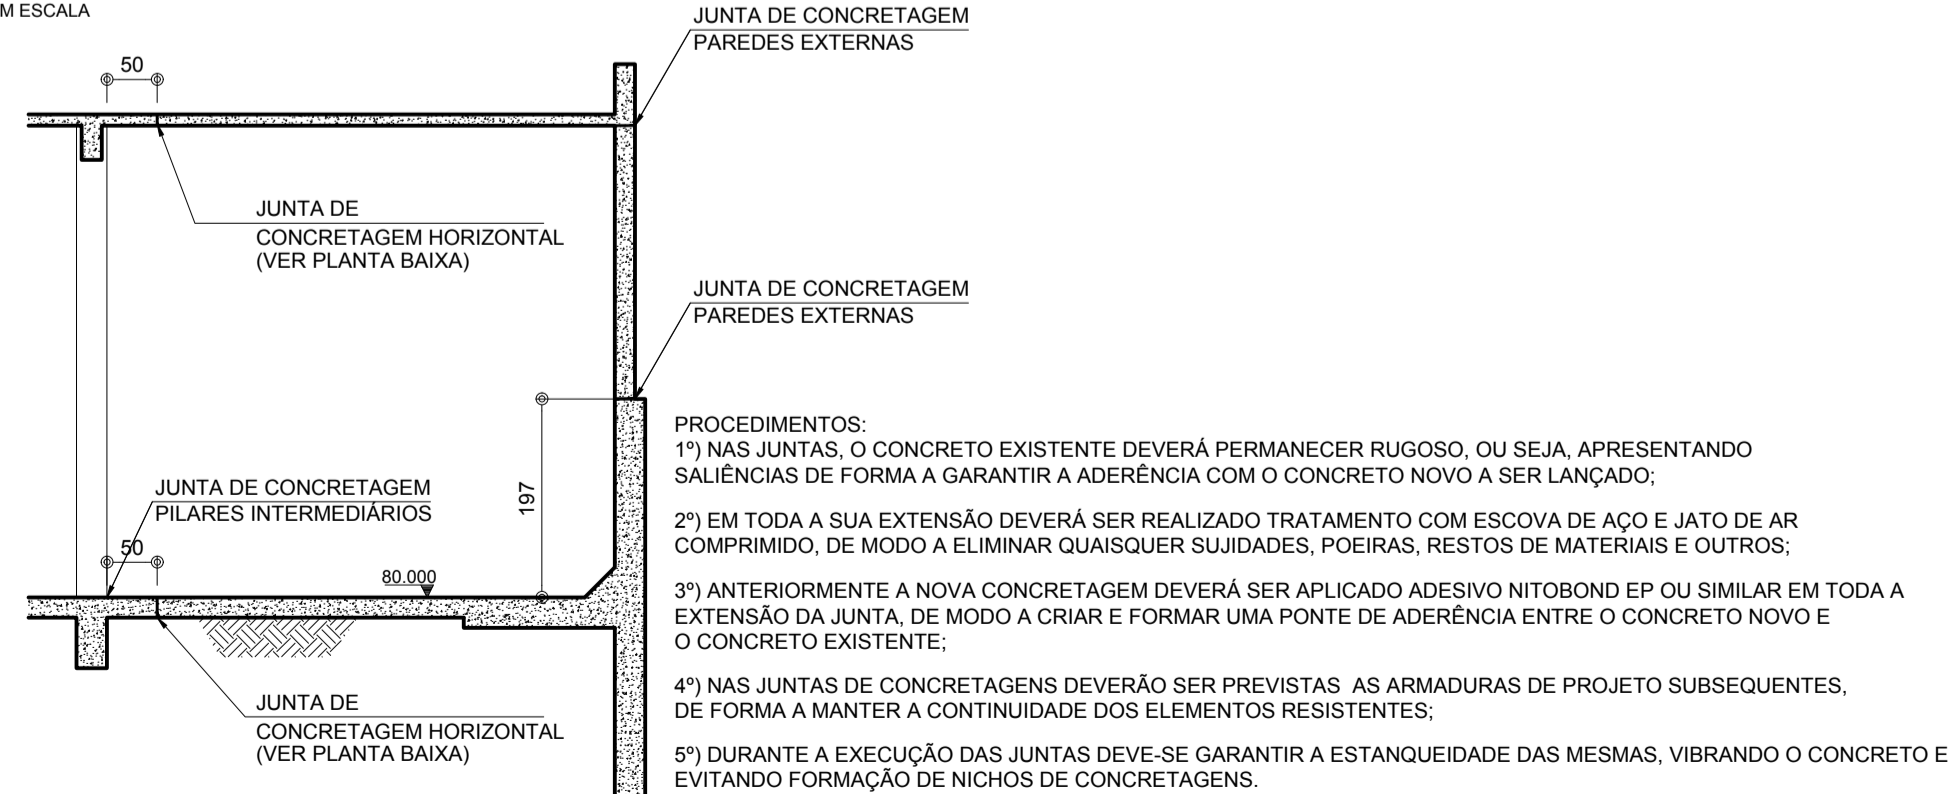 M ESCALA
JUNTA DE CONCRETAGEM
PAREDES EXTERNAS
50
JUNTA DE
CONCRETAGEM HORIZONTAL
(VER PLANTA BAIXA)
JUNTA DE CONCRETAGEM
PAREDES EXTERNAS
197
JUNTA DE CONCRETAGEM
PILARES INTERMEDIÁRIOS
50
80.000
JUNTA DE
CONCRETAGEM HORIZONTAL
(VER PLANTA BAIXA)
PROCEDIMENTOS:
1º) NAS JUNTAS, O CONCRETO EXISTENTE DEVERÁ PERMANECER RUGOSO, OU SEJA, APRESENTANDO
SALIÊNCIAS DE FORMA A GARANTIR A ADERÊNCIA COM O CONCRETO NOVO A SER LANÇADO;
2º) EM TODA A SUA EXTENSÃO DEVERÁ SER REALIZADO TRATAMENTO COM ESCOVA DE AÇO E JATO DE AR
COMPRIMIDO, DE MODO A ELIMINAR QUAISQUER SUJIDADES, POEIRAS, RESTOS DE MATERIAIS E OUTROS;
3º) ANTERIORMENTE A NOVA CONCRETAGEM DEVERÁ SER APLICADO ADESIVO NITOBOND EP OU SIMILAR EM TODA A
EXTENSÃO DA JUNTA, DE MODO A CRIAR E FORMAR UMA PONTE DE ADERÊNCIA ENTRE O CONCRETO NOVO E
O CONCRETO EXISTENTE;
4º) NAS JUNTAS DE CONCRETAGENS DEVERÃO SER PREVISTAS AS ARMADURAS DE PROJETO SUBSEQUENTES,
DE FORMA A MANTER A CONTINUIDADE DOS ELEMENTOS RESISTENTES;
5º) DURANTE A EXECUÇÃO DAS JUNTAS DEVE-SE GARANTIR A ESTANQUEIDADE DAS MESMAS, VIBRANDO O CONCRETO E
EVITANDO FORMAÇÃO DE NICHOS DE CONCRETAGENS.